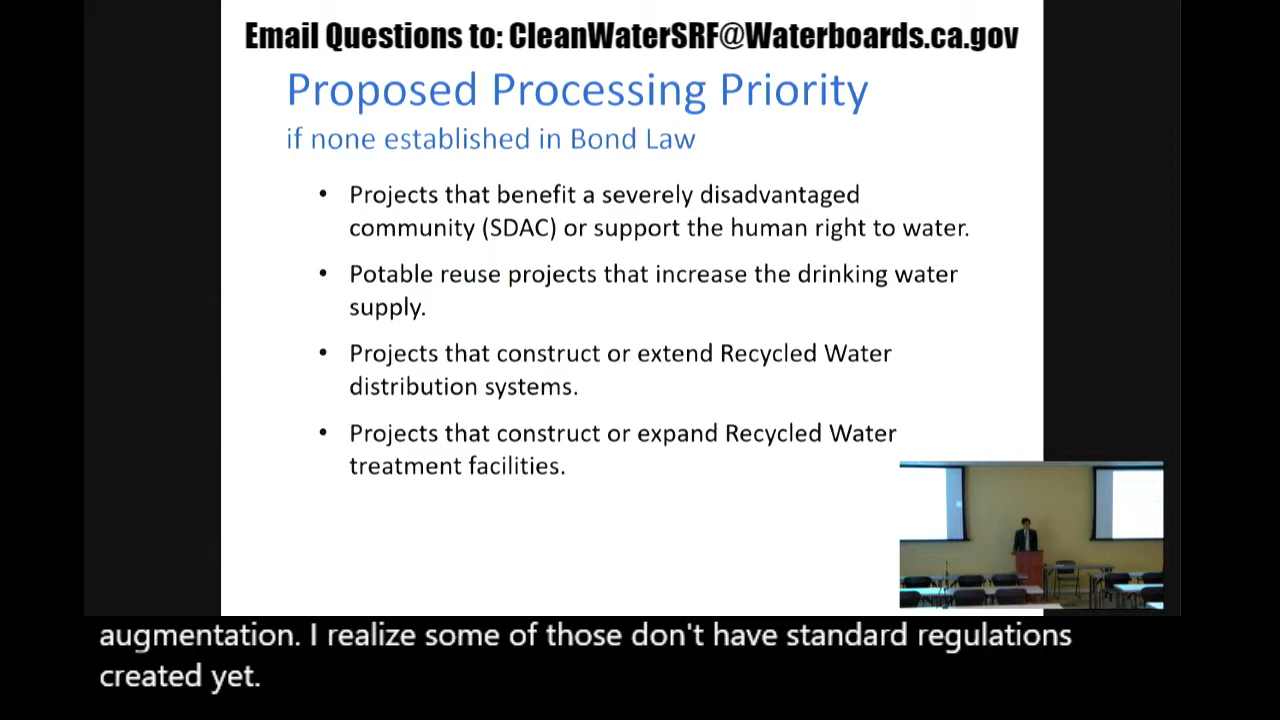 Email Questions to: CleanWaterSRF@Waterboards.ca.gov
Proposed Processing Priority
if none established in Bond Law
• Projects that benefit a severely disadvantaged
community (SDAC) or support the human right to water.
• Potable reuse projects that increase the drinking water
supply.
• Projects that construct or extend Recycled Water
distribution systems.
• Projects that construct or expand Recycled Water
treatment facilities.
augmentation. I realize some of those don't have standard regulations
created yet.